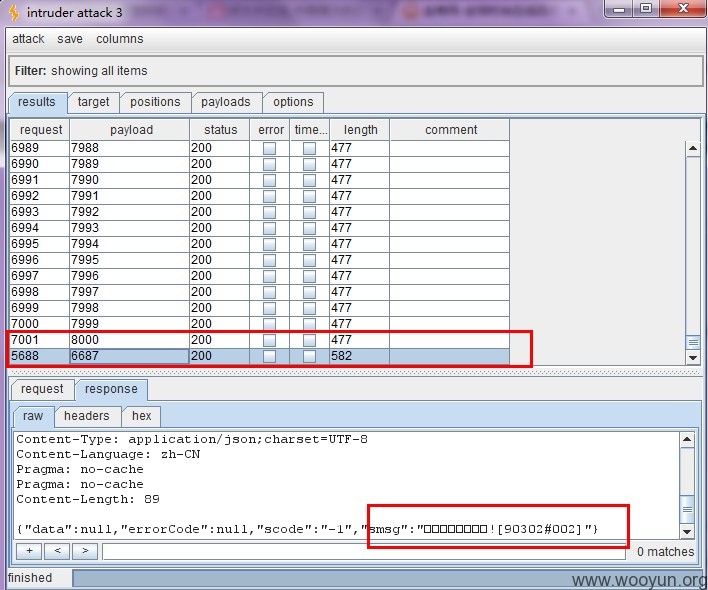 intruder attack 3
attack save columns
Filter: showing all items
results target positions payloads options
request payload status error time... length comment
6989 7988 200 477
6990 7989 200 477
6991 7990 200 477
6992 7991 200 477
6993 7992 200 477
6994 7993 200 477
6995 7994 200 477
6996 7995 200 477
6997 7996 200 477
6998 7997 200 477
6999 7998 200 477
7000 7999 200 477
7001 8000 200 477
5688 6687 200 582
request response
raw headers hex
Content-Type: application/json;charset=UTF-8
Content-Language: zh-CN
Pragma: no-cache
Pragma: no-cache
Content-Length: 89
{"data":null,"errorCode":null,"scode":"-1","smsg":"□□□□□□□□![90302#002]"}
+ < > 0 matches
finished
www.wooyun.org